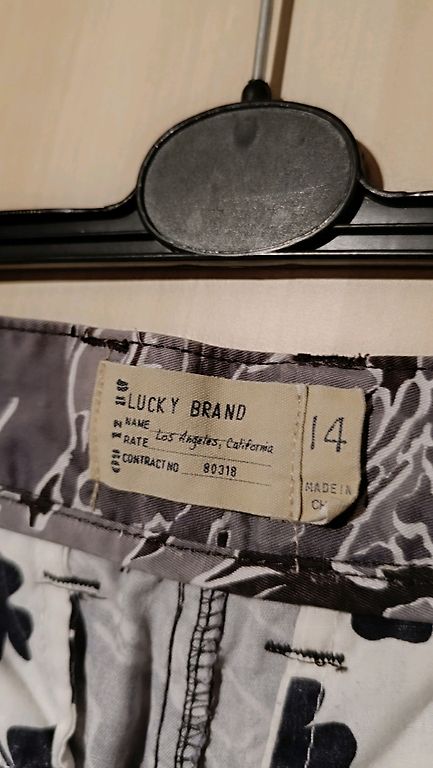 LUCKY BRAND
NAME
RATE Los Angeles, California
CONTRACT NO 80318
14
MADE IN